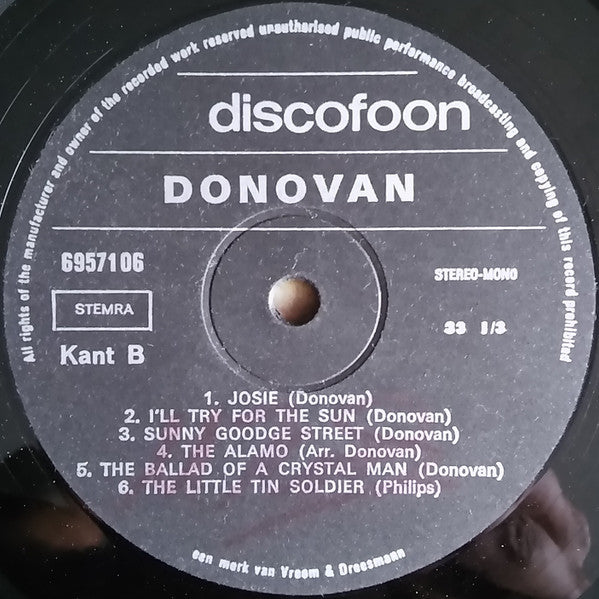 All rights of the manufacturer and owner of the recorded work reserved unauthorised public performance broadcasting and copying of this record prohibited
discofoon
DONOVAN
6957106
STEREO-MONO
STEMRA
33 1/3
Kant B
1. JOSIE (Donovan)
2. I'LL TRY FOR THE SUN (Donovan)
3. SUNNY GOODGE STREET (Donovan)
4. THE ALAMO (Arr. Donovan)
5. THE BALLAD OF A CRYSTAL MAN (Donovan)
6. THE LITTLE TIN SOLDIER (Philips)
een merk van Vroom & Dreesmann